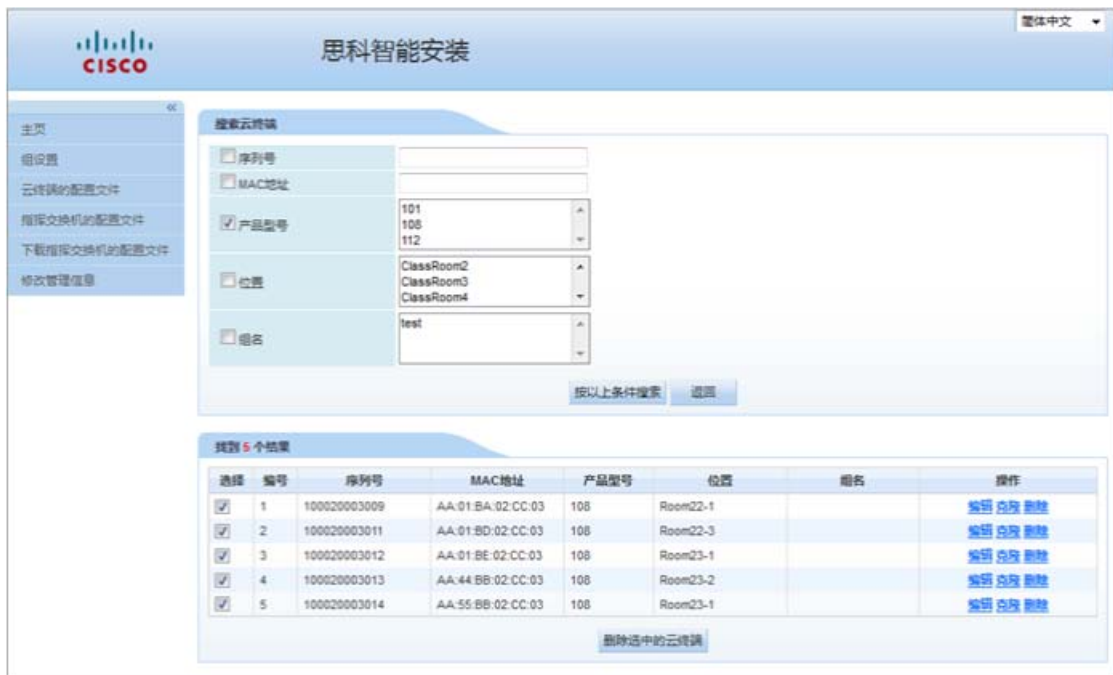 简体中文
CISCO
思科智能安装
«
主页
组设置
云终端的配置文件
指挥交换机的配置文件
下载指挥交换机的配置文件
修改管理信息
搜索云终端
序列号
MAC地址
产品型号
101
108
112
位置
ClassRoom2
ClassRoom3
ClassRoom4
组名
test
按以上条件搜索 返回
找到 5 个结果
选择 编号 序列号 MAC地址 产品型号 位置 组名 操作
1 100020003009 AA:01:BA:02:CC:03 108 Room22-1 编辑 克隆 删除
2 100020003011 AA:01:BD:02:CC:03 108 Room22-3 编辑 克隆 删除
3 100020003012 AA:01:BE:02:CC:03 108 Room23-1 编辑 克隆 删除
4 100020003013 AA:44:BB:02:CC:03 108 Room23-2 编辑 克隆 删除
5 100020003014 AA:55:BB:02:CC:03 108 Room23-1 编辑 克隆 删除
删除选中的云终端